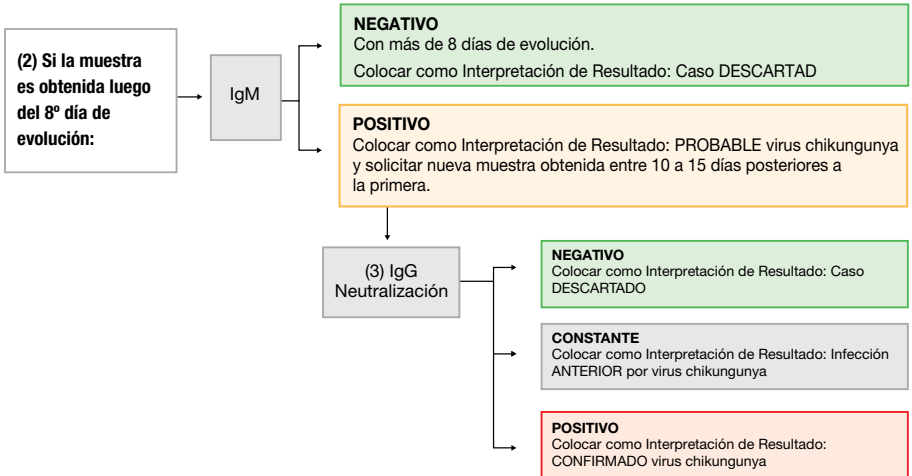 (2) Si la muestra
es obtenida luego
del 8º día de
evolución:
IgM
NEGATIVO
Con más de 8 días de evolución.
Colocar como Interpretación de Resultado: Caso DESCARTAD
POSITIVO
Colocar como Interpretación de Resultado: PROBABLE virus chikungunya
y solicitar nueva muestra obtenida entre 10 a 15 días posteriores a
la primera.
(3) IgG
Neutralización
NEGATIVO
Colocar como Interpretación de Resultado: Caso
DESCARTADO
CONSTANTE
Colocar como Interpretación de Resultado: Infección
ANTERIOR por virus chikungunya
POSITIVO
Colocar como Interpretación de Resultado:
CONFIRMADO virus chikungunya